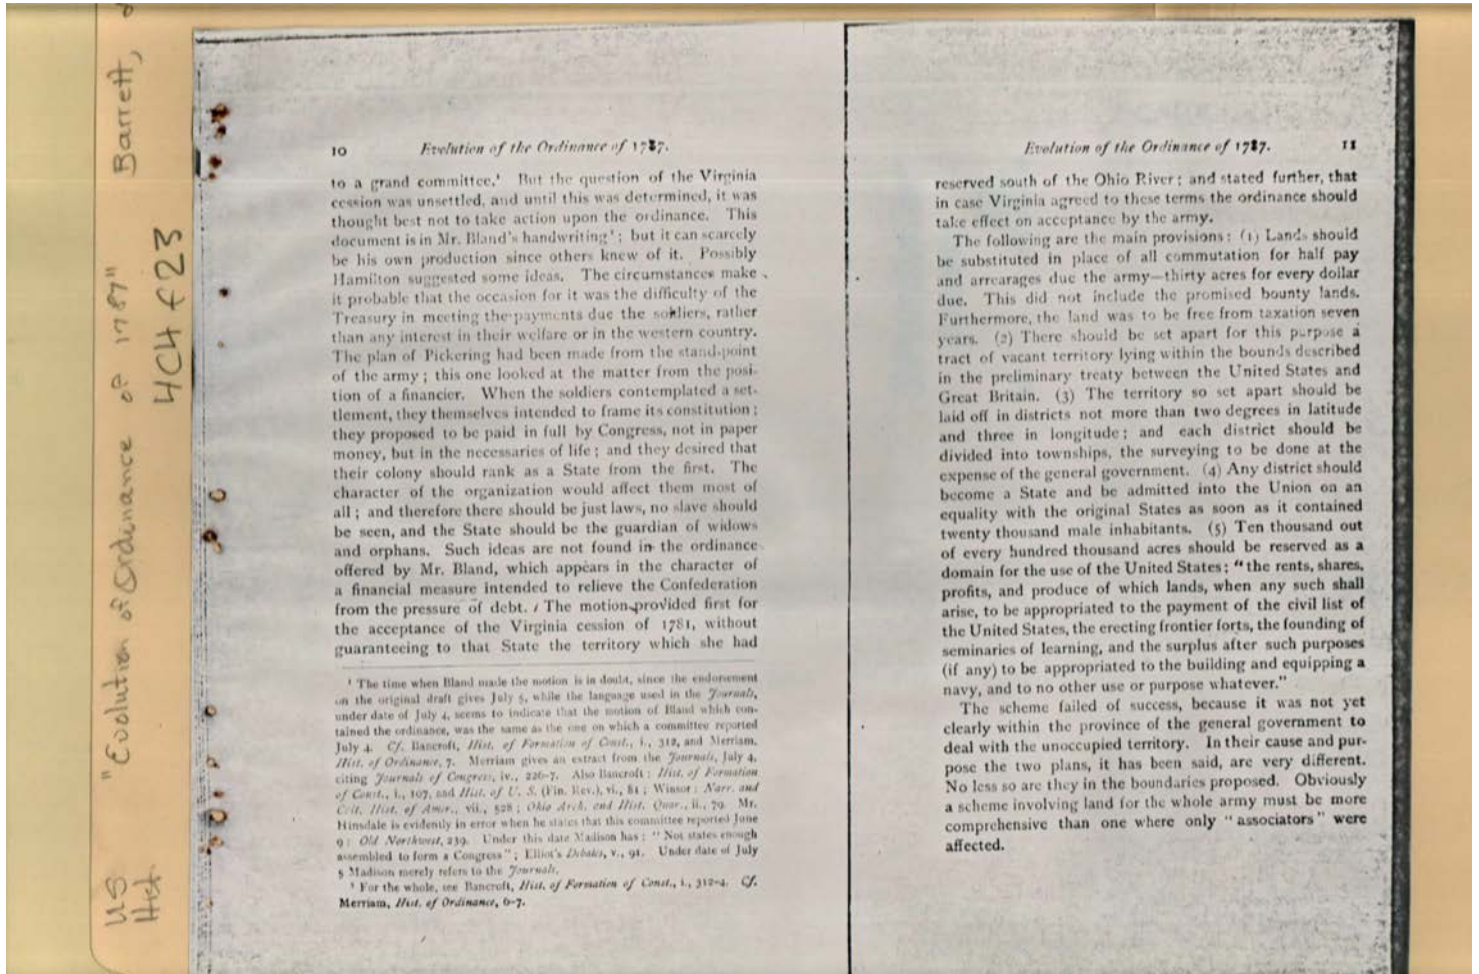 US Hist.
"Evolution of Ordinance of 1787"
Barrett,
4CH £23
10 Evolution of the Ordinance of 1787.
to a grand committee.¹ But the question of the Virginia
cession was unsettled, and until this was determined, it was
thought best not to take action upon the ordinance. This
document is in Mr. Bland's handwriting²; but it can scarcely
be his own production since others knew of it. Possibly
Hamilton suggested some ideas. The circumstances make
it probable that the occasion for it was the difficulty of the
Treasury in meeting the payments due the soldiers, rather
than any interest in their welfare or in the western country.
The plan of Pickering had been made from the stand-point
of the army; this one looked at the matter from the posi-
tion of a financier. When the soldiers contemplated a set-
tlement, they themselves intended to frame its constitution;
they proposed to be paid in full by Congress, not in paper
money, but in the necessaries of life; and they desired that
their colony should rank as a State from the first. The
character of the organization would affect them most of
all; and therefore there should be just laws, no slave should
be seen, and the State should be the guardian of widows
and orphans. Such ideas are not found in the ordinance
offered by Mr. Bland, which appears in the character of
a financial measure intended to relieve the Confederation
from the pressure of debt. The motion provided first for
the acceptance of the Virginia cession of 1781, without
guaranteeing to that State the territory which she had
¹ The time when Bland made the motion is in doubt, since the endorsement
on the original draft gives July 5, while the language used in the Journals,
under date of July 4, seems to indicate that the motion of Bland which con-
tained the ordinance, was the same as the one on which a committee reported
July 4. Cf. Bancroft, Hist. of Formation of Const., i., 312, and Merriam,
Hist. of Ordinance, 7. Merriam gives an extract from the Journals, July 4,
citing Journals of Congress, iv., 226-7. Also Bancroft: Hist. of Formation
of Const., i., 107, and Hist. of U. S. (Fin. Rev.), vi., 81; Winsor: Narr. and
Crit. Hist. of Amer., vii., 528; Ohio Arch. and Hist. Quar., ii., 79. Mr.
Hinsdale is evidently in error when he states that this committee reported June
9: Old Northwest, 239. Under this date Madison has: "Not states enough
assembled to form a Congress"; Elliot's Debates, v., 91. Under date of July
5 Madison merely refers to the Journals.
² For the whole, see Bancroft, Hist. of Formation of Const., i., 312-4. Cf.
Merriam, Hist. of Ordinance, 6-7.
Evolution of the Ordinance of 1787. 11
reserved south of the Ohio River; and stated further, that
in case Virginia agreed to these terms the ordinance should
take effect on acceptance by the army.
The following are the main provisions: (1) Lands should
be substituted in place of all commutation for half pay
and arrearages due the army—thirty acres for every dollar
due. This did not include the promised bounty lands.
Furthermore, the land was to be free from taxation seven
years. (2) There should be set apart for this purpose a
tract of vacant territory lying within the bounds described
in the preliminary treaty between the United States and
Great Britain. (3) The territory so set apart should be
laid off in districts not more than two degrees in latitude
and three in longitude; and each district should be
divided into townships, the surveying to be done at the
expense of the general government. (4) Any district should
become a State and be admitted into the Union on an
equality with the original States as soon as it contained
twenty thousand male inhabitants. (5) Ten thousand out
of every hundred thousand acres should be reserved as a
domain for the use of the United States; "the rents, shares,
profits, and produce of which lands, when any such shall
arise, to be appropriated to the payment of the civil list of
the United States, the erecting frontier forts, the founding of
seminaries of learning, and the surplus after such purposes
(if any) to be appropriated to the building and equipping a
navy, and to no other use or purpose whatever."
The scheme failed of success, because it was not yet
clearly within the province of the general government to
deal with the unoccupied territory. In their cause and pur-
pose the two plans, it has been said, are very different.
No less so are they in the boundaries proposed. Obviously
a scheme involving land for the whole army must be more
comprehensive than one where only "associators" were
affected.